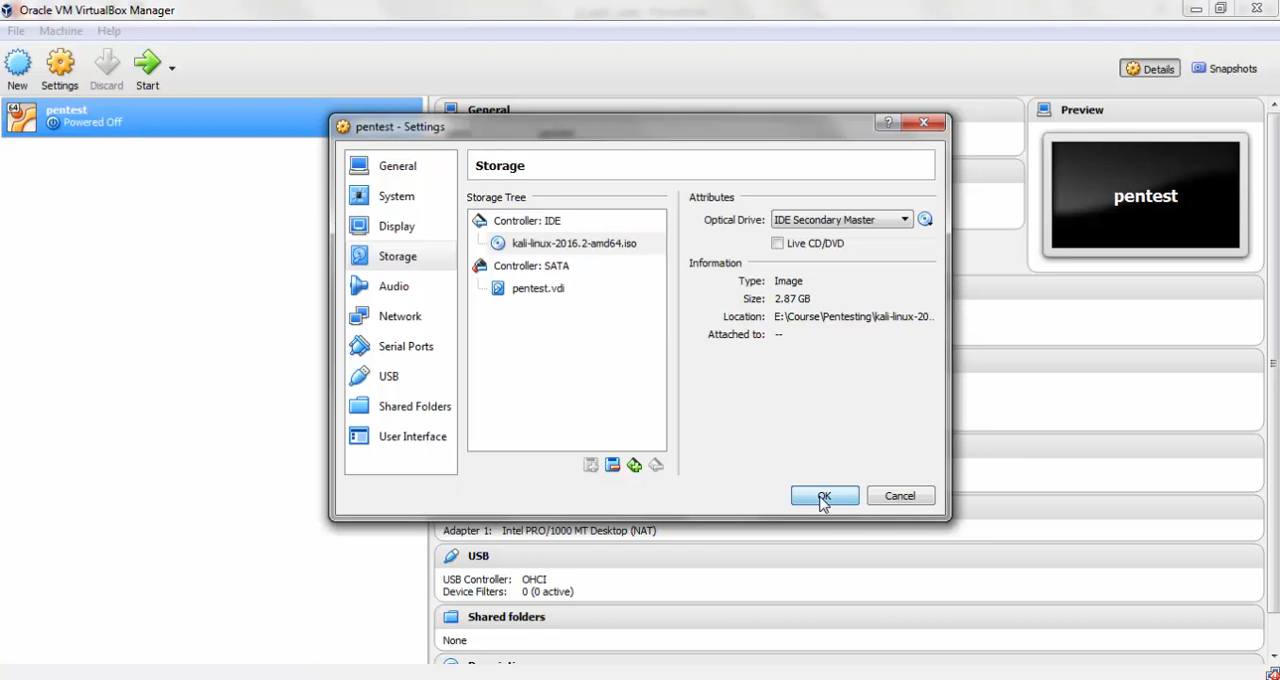 Oracle VM VirtualBox Manager
File Machine Help
New Settings Discard Start
Details Snapshots
64
pentest
Powered Off
General
Preview
pentest
pentest - Settings
?
General
System
Display
Storage
Audio
Network
Serial Ports
USB
Shared Folders
User Interface
Storage
Storage Tree
Controller: IDE
kali-linux-2016.2-amd64.iso
Controller: SATA
pentest.vdi
Attributes
Optical Drive: IDE Secondary Master
Live CD/DVD
Information
Type: Image
Size: 2.87 GB
Location: E:\Course\Pentesting\kali-linux-20...
Attached to: --
OK Cancel
Adapter 1: Intel PRO/1000 MT Desktop (NAT)
USB
USB Controller: OHCI
Device Filters: 0 (0 active)
Shared folders
None